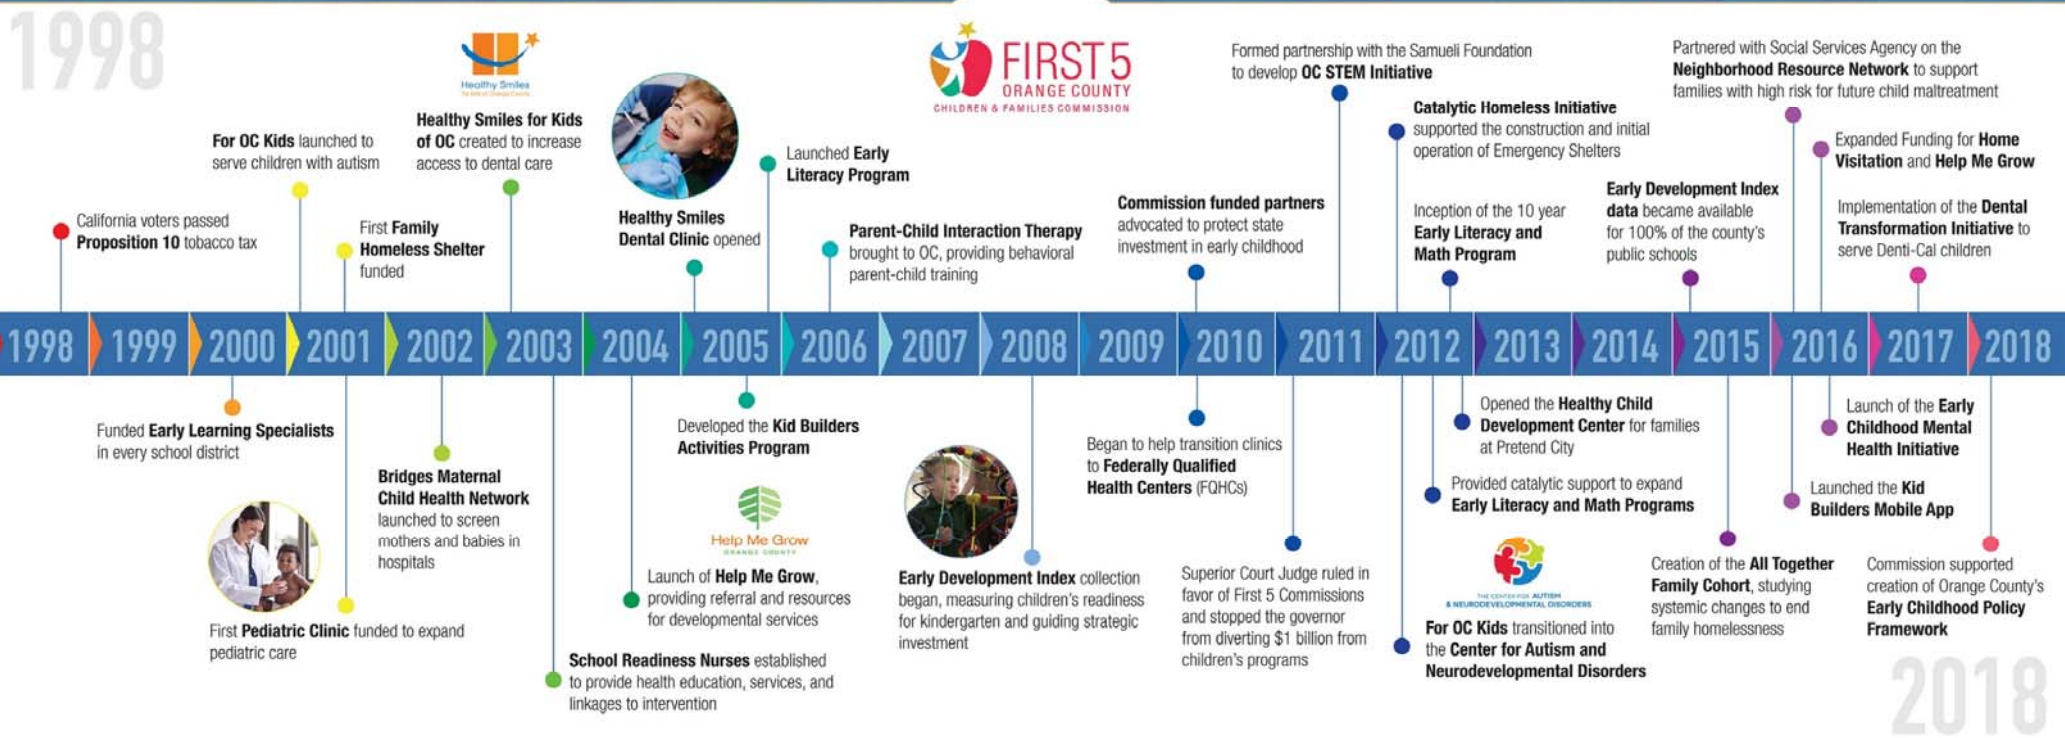 1998
Healthy Smiles
FIRST 5
ORANGE COUNTY
CHILDREN & FAMILIES COMMISSION
California voters passed
Proposition 10 tobacco tax
For OC Kids launched to
serve children with autism
First Family
Homeless Shelter
funded
Healthy Smiles for Kids
of OC created to increase
access to dental care
Healthy Smiles
Dental Clinic opened
Launched Early
Literacy Program
Parent-Child Interaction Therapy
brought to OC, providing behavioral
parent-child training
Commission funded partners
advocated to protect state
investment in early childhood
Formed partnership with the Samueli Foundation
to develop OC STEM Initiative
Catalytic Homeless Initiative
supported the construction and initial
operation of Emergency Shelters
Inception of the 10 year
Early Literacy and
Math Program
Early Development Index
data became available
for 100% of the county's
public schools
Partnered with Social Services Agency on the
Neighborhood Resource Network to support
families with high risk for future child maltreatment
Expanded Funding for Home
Visitation and Help Me Grow
Implementation of the Dental
Transformation Initiative to
serve Denti-Cal children
1998 1999 2000 2001 2002 2003 2004 2005 2006 2007 2008 2009 2010 2011 2012 2013 2014 2015 2016 2017 2018
Funded Early Learning Specialists
in every school district
First Pediatric Clinic funded to expand
pediatric care
Bridges Maternal
Child Health Network
launched to screen
mothers and babies in
hospitals
School Readiness Nurses established
to provide health education, services, and
linkages to intervention
Help Me Grow
ORANGE COUNTY
Launch of Help Me Grow,
providing referral and resources
for developmental services
Developed the Kid Builders
Activities Program
Early Development Index collection
began, measuring children's readiness
for kindergarten and guiding strategic
investment
Began to help transition clinics
to Federally Qualified
Health Centers (FQHCs)
Superior Court Judge ruled in
favor of First 5 Commissions
and stopped the governor
from diverting $1 billion from
children's programs
Opened the Healthy Child
Development Center for families
at Pretend City
Provided catalytic support to expand
Early Literacy and Math Programs
THE CENTER FOR AUTISM
& NEURODEVELOPMENTAL DISORDERS
For OC Kids transitioned into
the Center for Autism and
Neurodevelopmental Disorders
Creation of the All Together
Family Cohort, studying
systemic changes to end
family homelessness
Launch of the Early
Childhood Mental
Health Initiative
Launched the Kid
Builders Mobile App
Commission supported
creation of Orange County's
Early Childhood Policy
Framework
2018